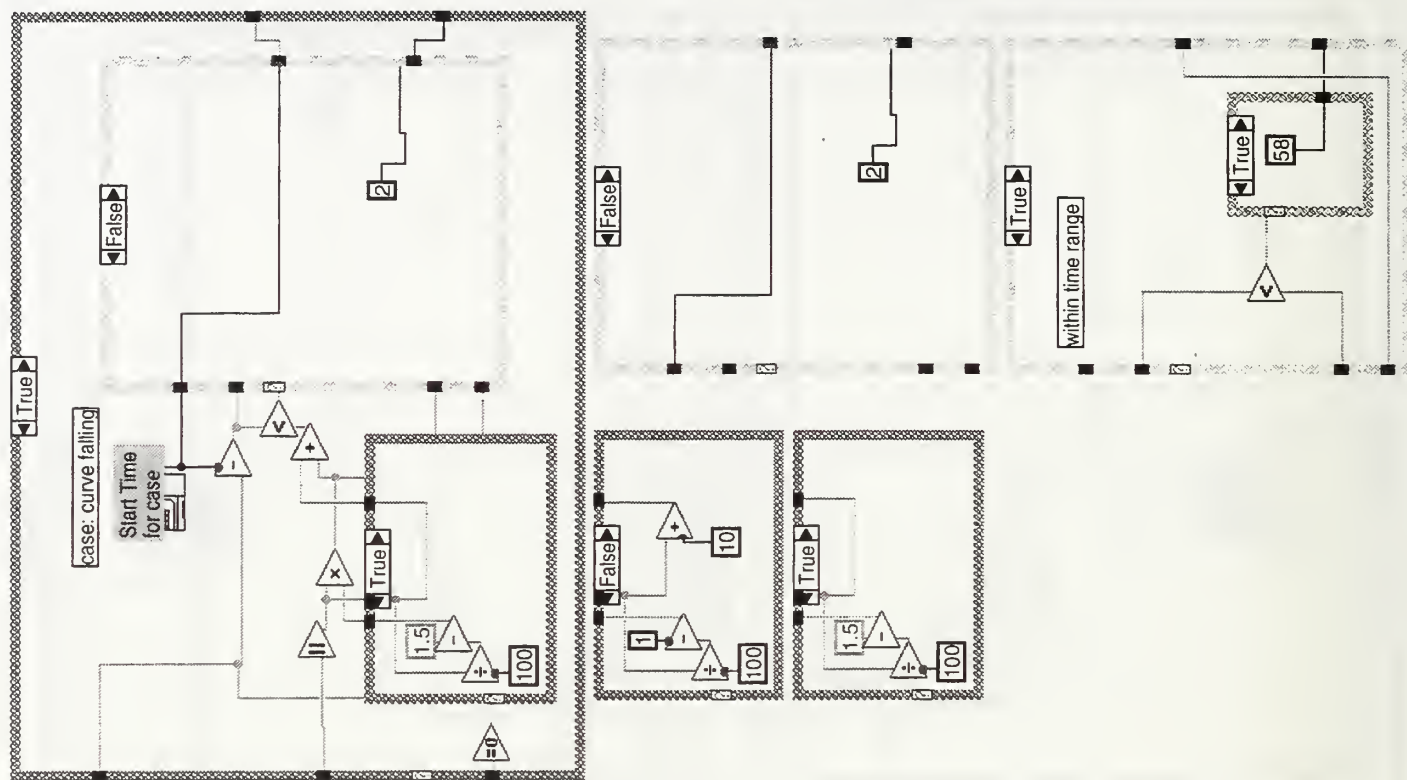 True
case: curve falling
Start Time
for case
False
2
-
v
+
x
||
True
1.5
-
÷
100
=0
False
2
False
1
-
÷
100
+
10
True
1.5
-
÷
100
True
within time range
v
True
58